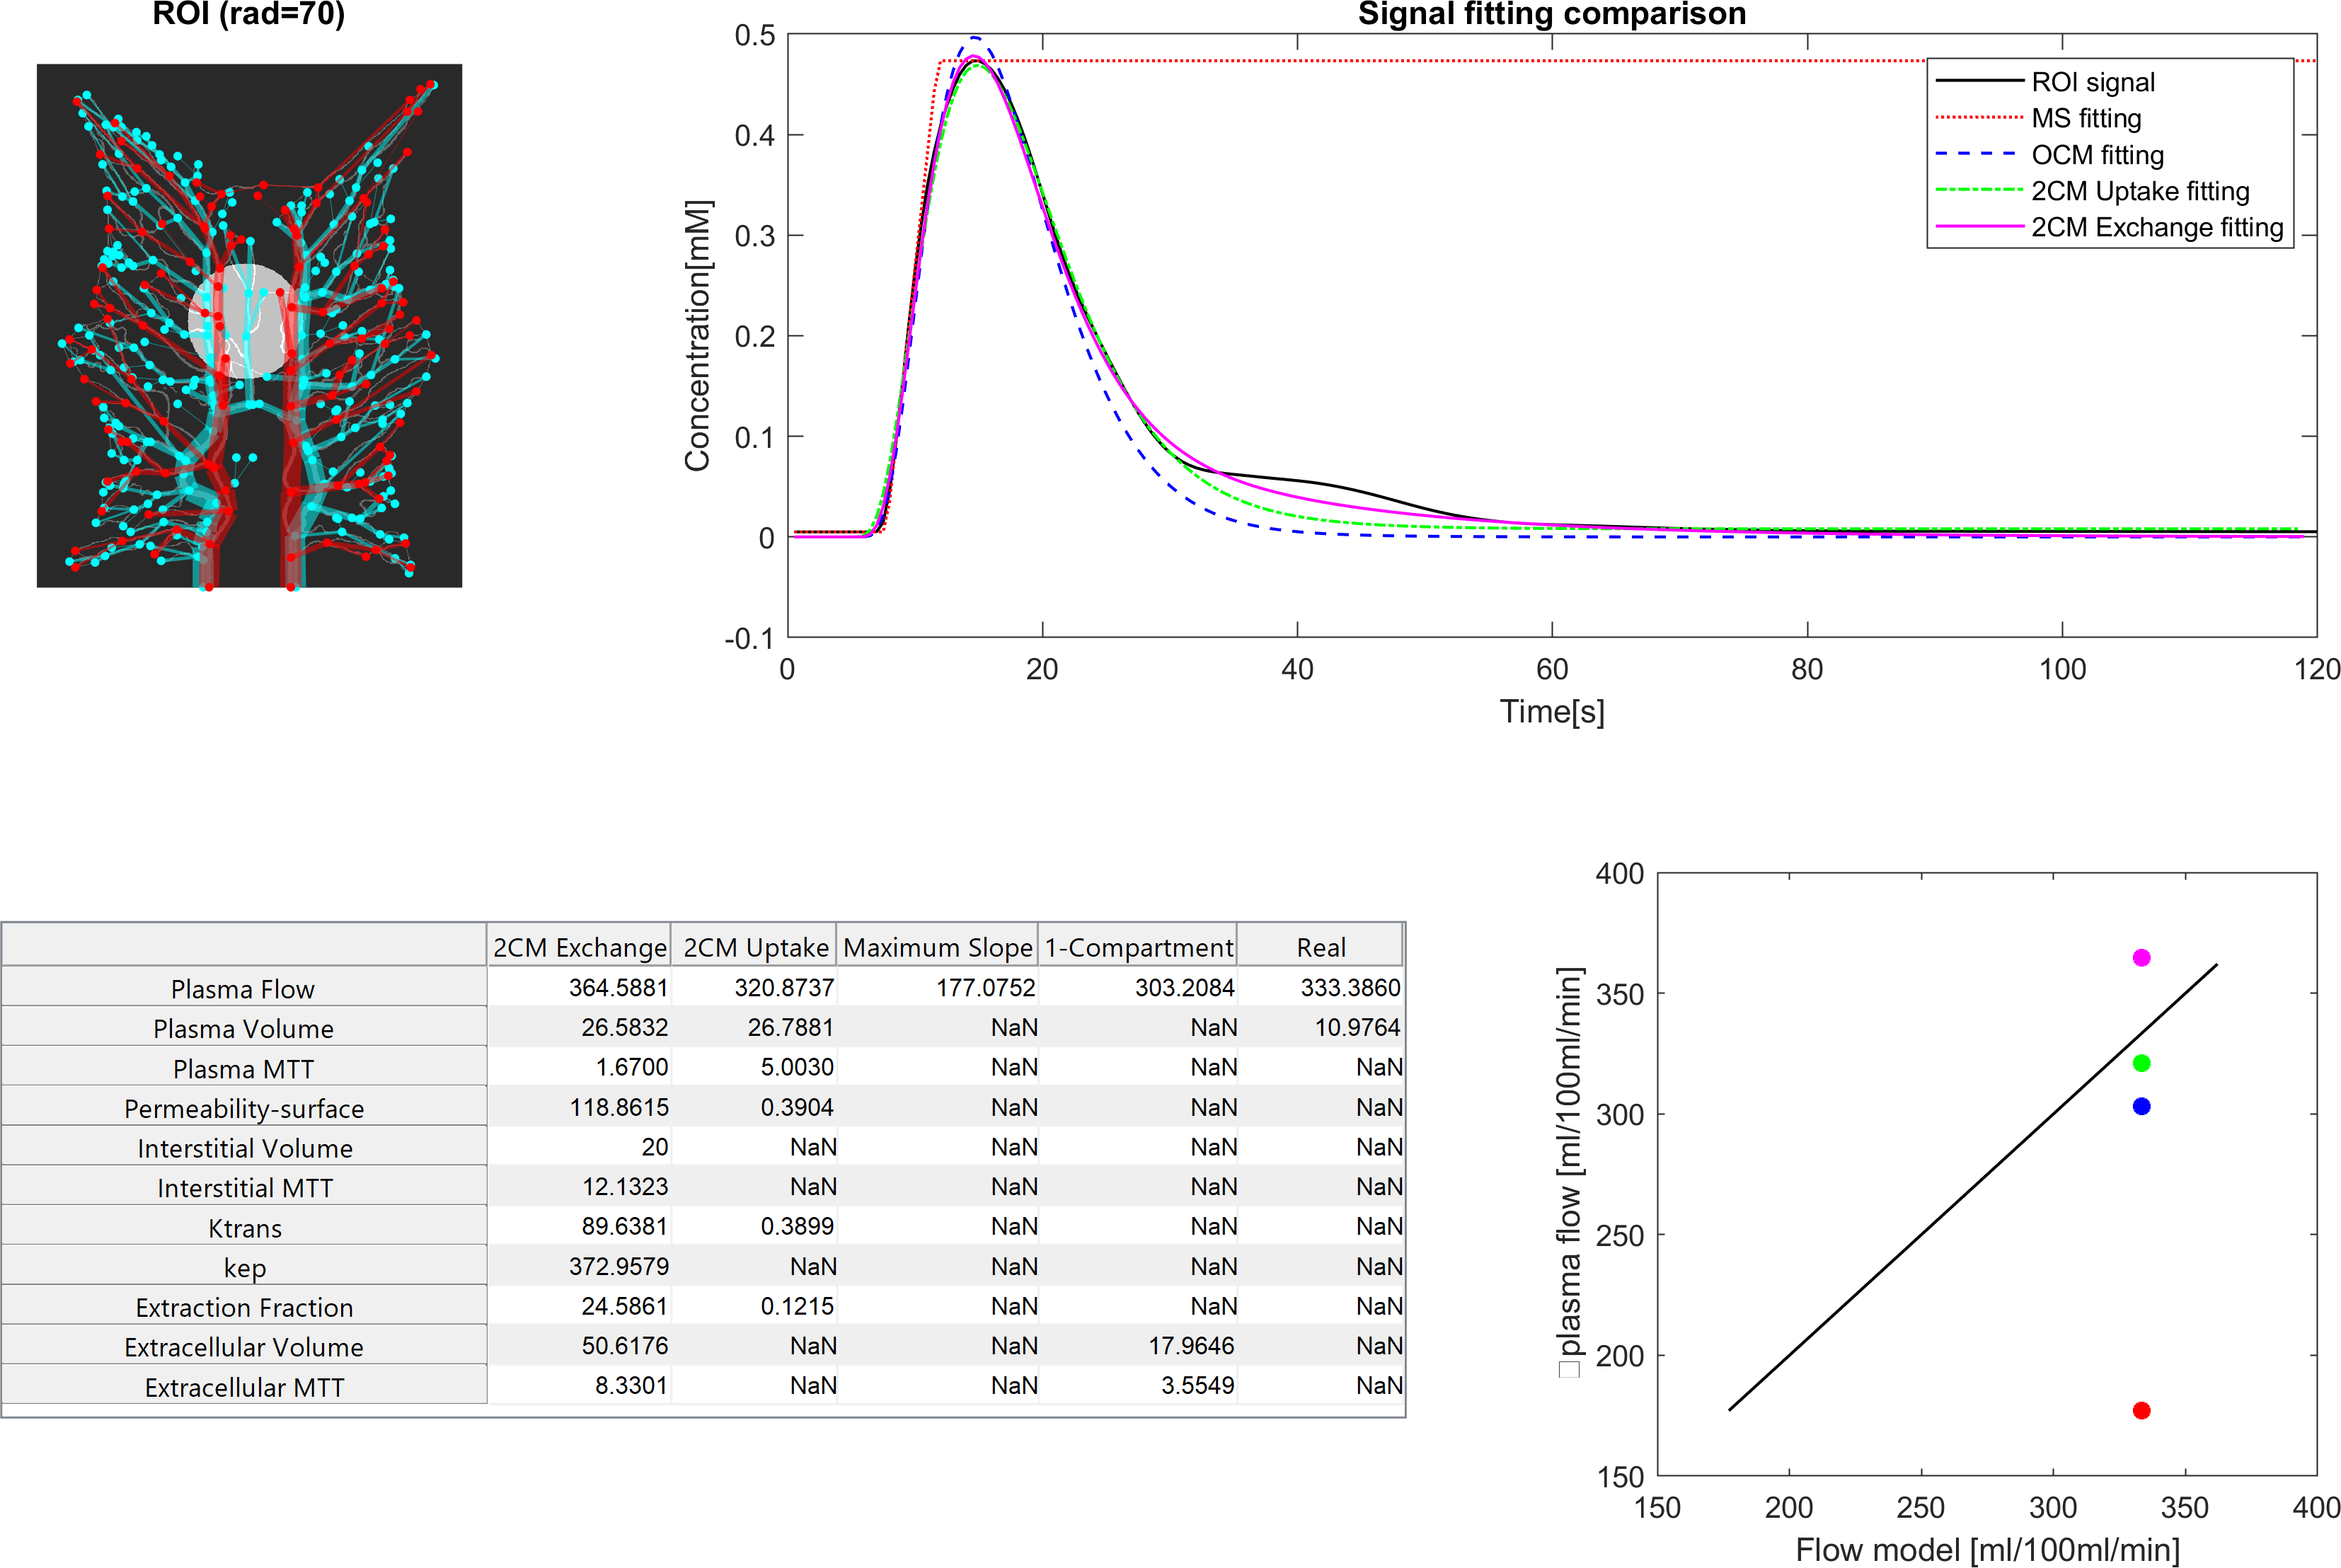 ROI (rad=70)
Signal fitting comparison
0.5
0.4
0.3
0.2
0.1
0
-0.1
Concentration[mM]
0 20 40 60 80 100 120
Time[s]
ROI signal
MS fitting
OCM fitting
2CM Uptake fitting
2CM Exchange fitting
2CM Exchange 2CM Uptake Maximum Slope 1-Compartment Real
Plasma Flow 364.5881 320.8737 177.0752 303.2084 333.3860
Plasma Volume 26.5832 26.7881 NaN NaN 10.9764
Plasma MTT 1.6700 5.0030 NaN NaN NaN
Permeability-surface 118.8615 0.3904 NaN NaN NaN
Interstitial Volume 20 NaN NaN NaN NaN
Interstitial MTT 12.1323 NaN NaN NaN NaN
Ktrans 89.6381 0.3899 NaN NaN NaN
kep 372.9579 NaN NaN NaN NaN
Extraction Fraction 24.5861 0.1215 NaN NaN NaN
Extracellular Volume 50.6176 NaN NaN 17.9646 NaN
Extracellular MTT 8.3301 NaN NaN 3.5549 NaN
400
350
300
250
200
150
□plasma flow [ml/100ml/min]
150 200 250 300 350 400
Flow model [ml/100ml/min]